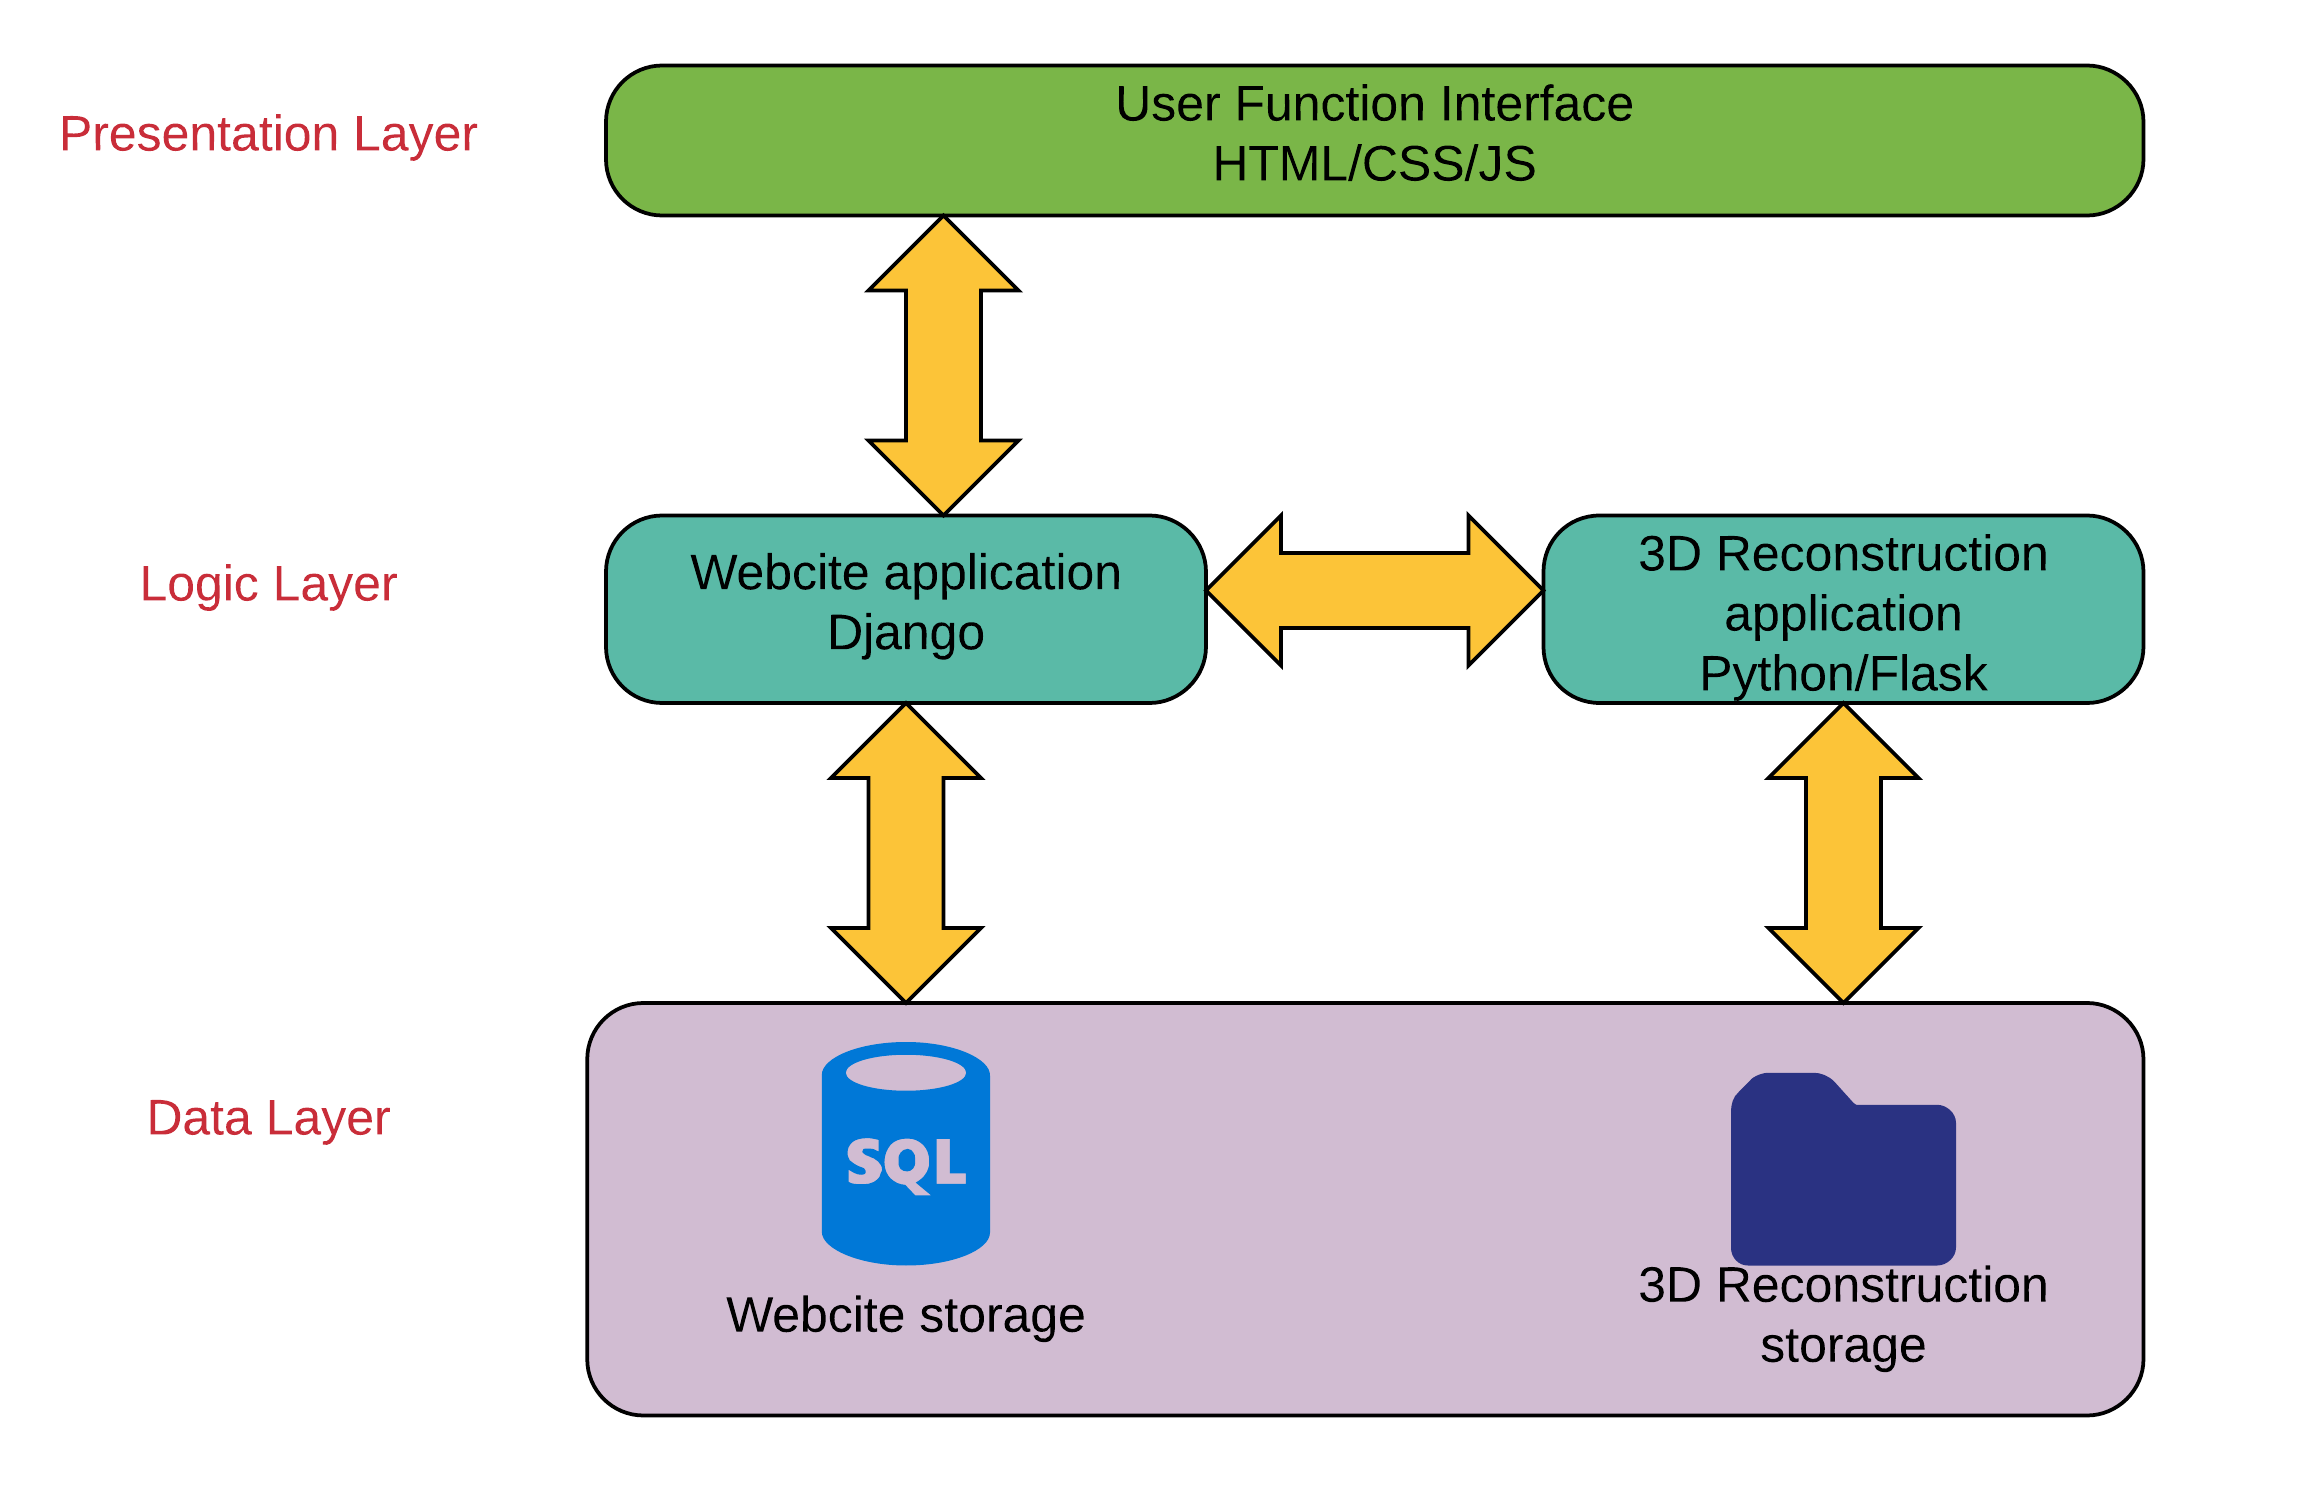 Presentation Layer
User Function Interface
HTML/CSS/JS
Logic Layer
Webcite application
Django
3D Reconstruction
application
Python/Flask
Data Layer
SQL
Webcite storage
3D Reconstruction
storage